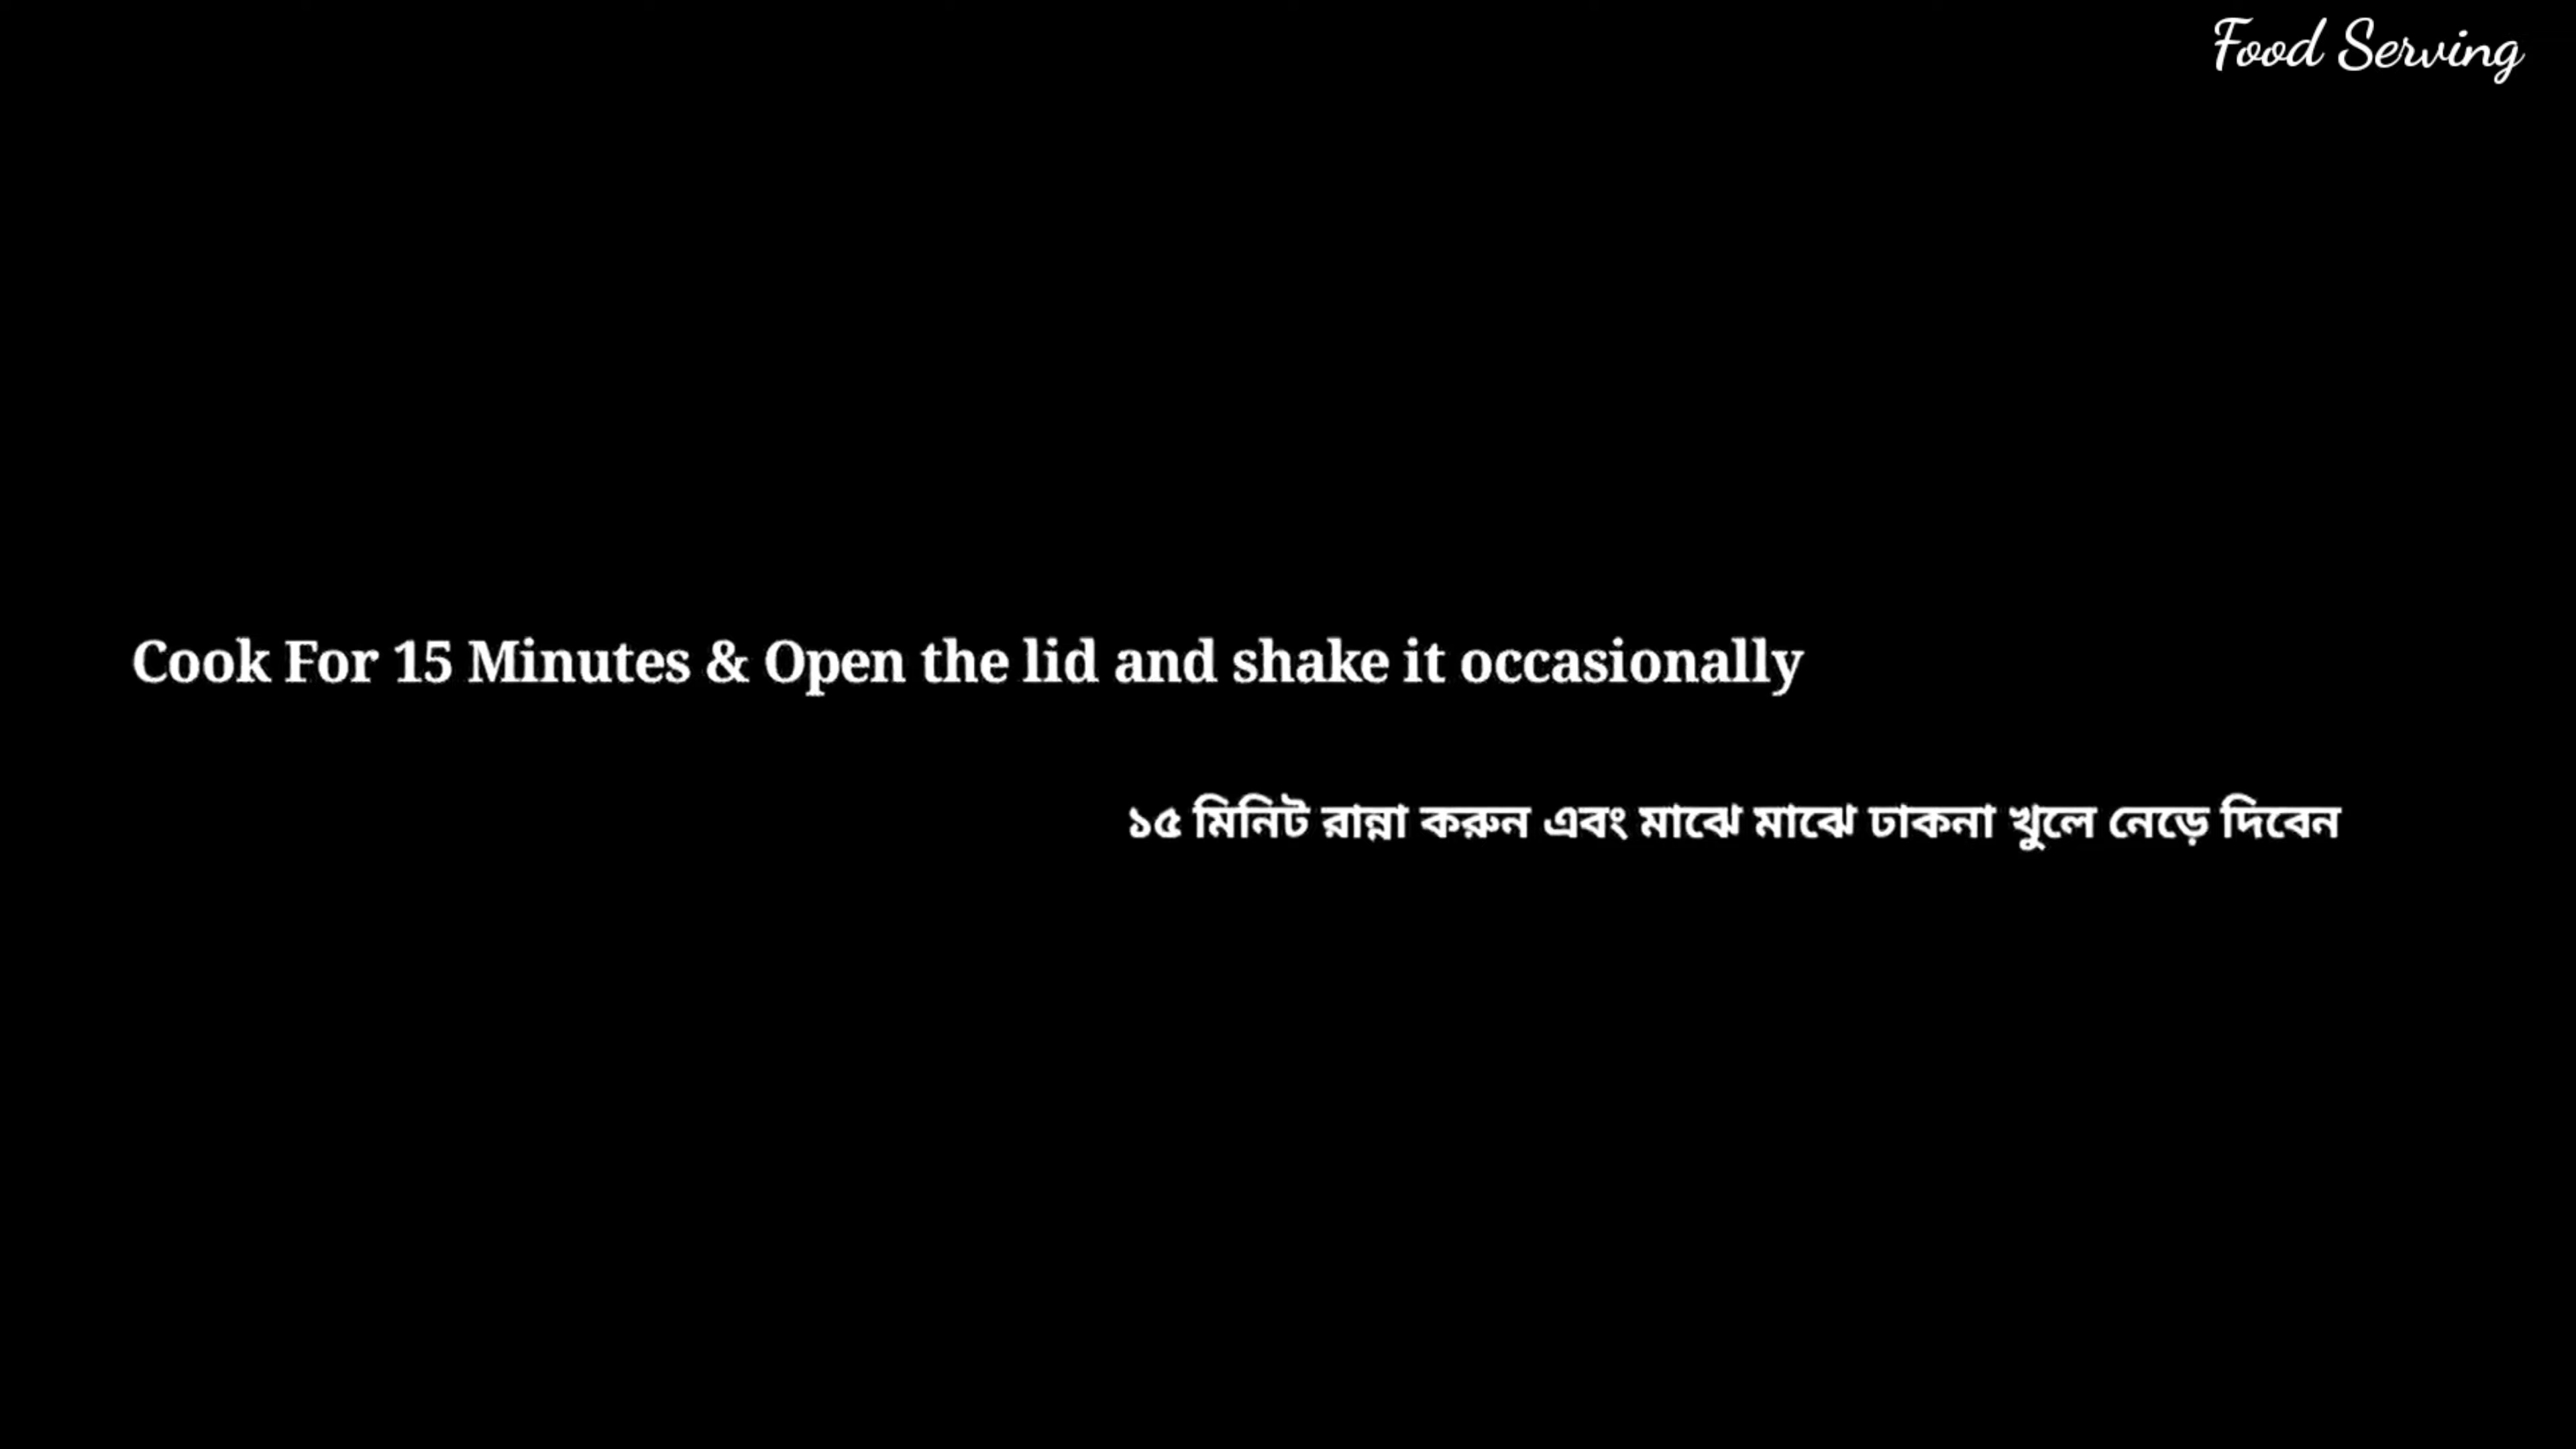 Food Serving
Cook For 15 Minutes & Open the lid and shake it occasionally
১৫ মিনিট রান্না করুন এবং মাঝে মাঝে ঢাকনা খুলে নেড়ে দিবেন